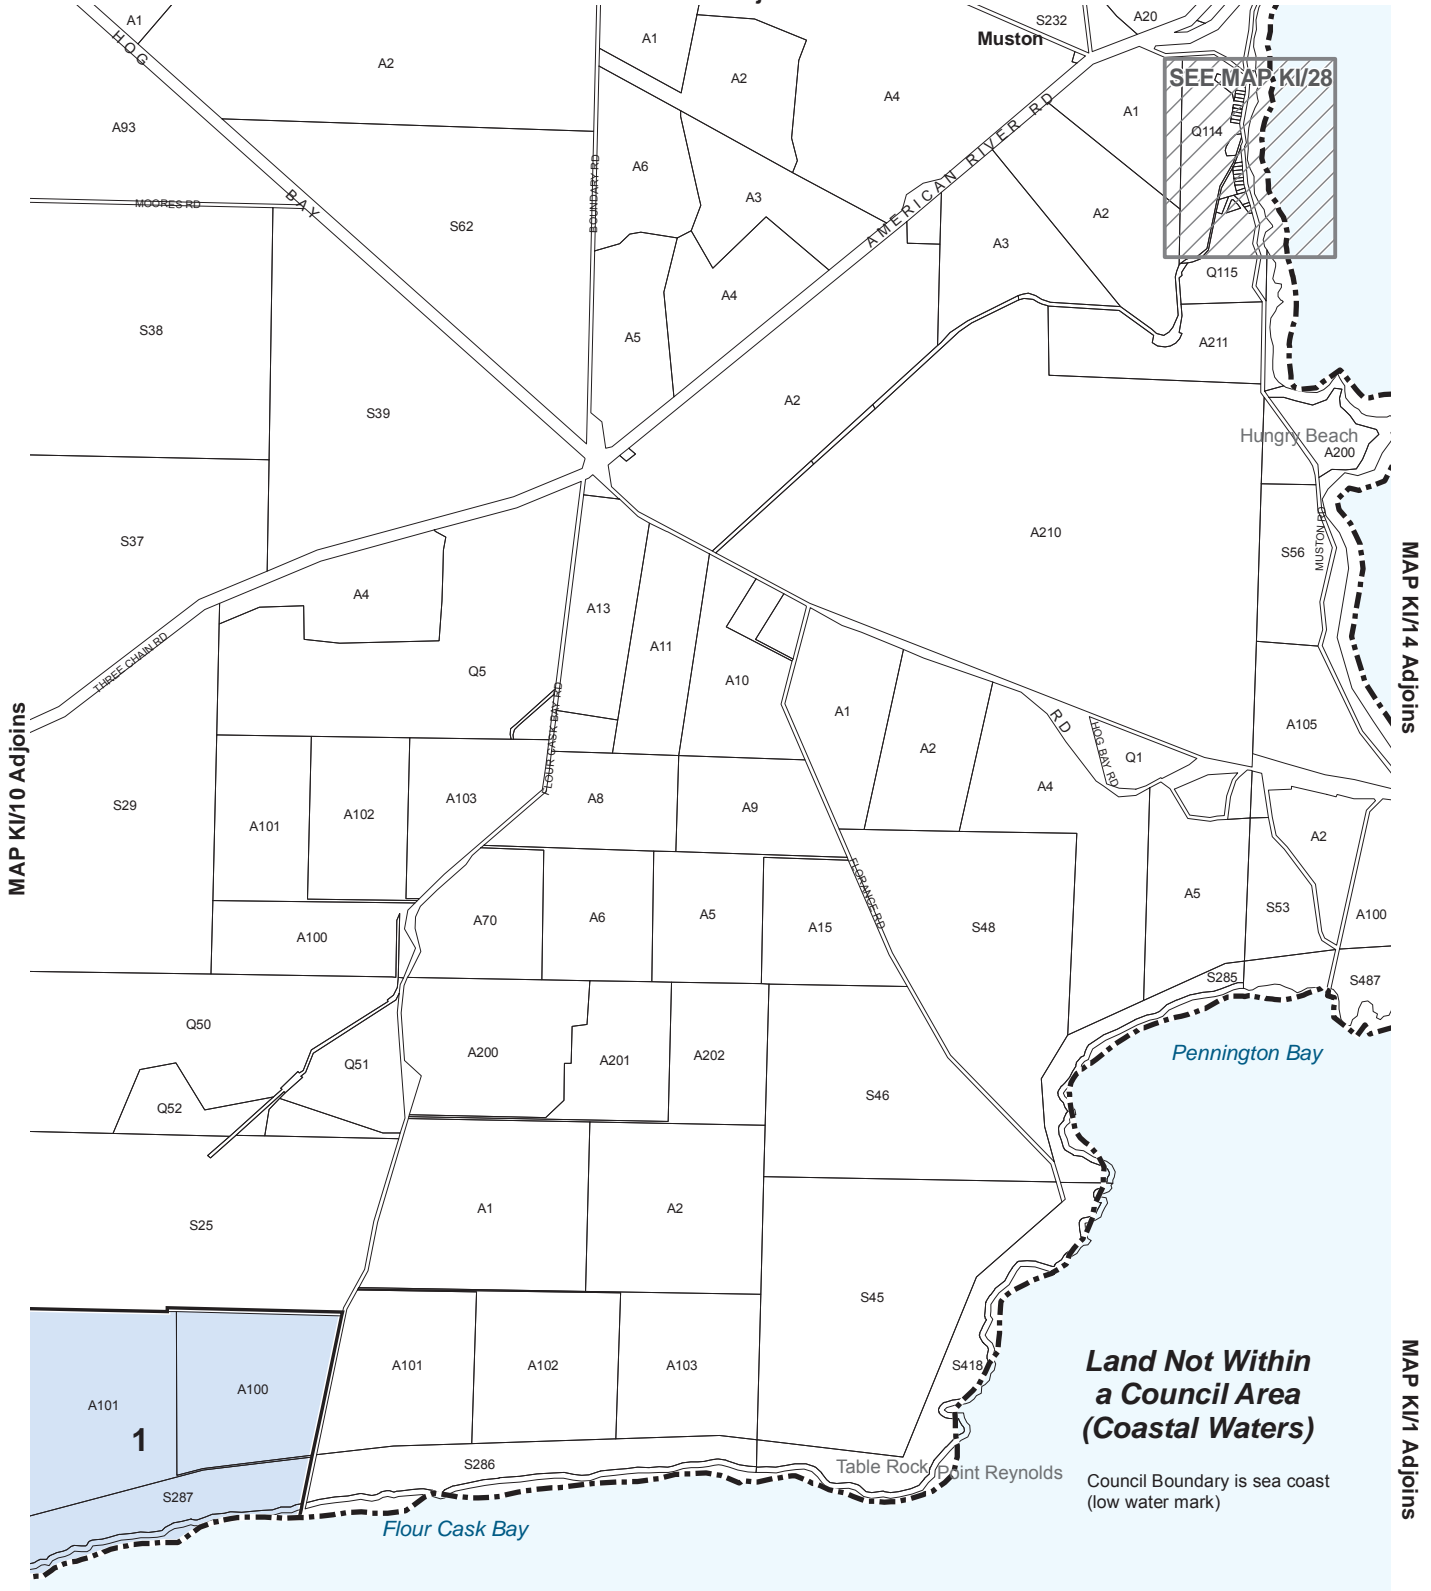 A1
A2
A1
A2
A4
S232
A20
Muston
HOG
SEE MAP KI/28
A93
A6
A3
AMERICAN RIVER RD
A1
Q114
MOORES RD
BAY
S62
BOUNDARY RD
A3
A2
Q115
S38
A5
A4
A211
S39
A2
Hungry Beach
A200
S37
A210
S56
MUSTON RD
MAP KI/14 Adjoins
A4
A13
A11
THREE CHAIN RD
Q5
A10
FLOUR CASK BAY RD
A1
A2
RD
HOG BAY RD
Q1
A105
MAP KI/10 Adjoins
S29
A101
A102
A103
A8
A9
A4
A2
A100
A70
A6
A5
A15
FLORANCE RD
S48
A5
S53
A100
S285
S487
Q50
Q51
A200
A201
A202
Pennington Bay
Q52
S46
S25
A1
A2
S45
A101
A100
1
A101
A102
A103
S418
Land Not Within
a Council Area
(Coastal Waters)
MAP KI/1 Adjoins
S287
S286
Table Rock
Point Reynolds
Council Boundary is sea coast
(low water mark)
Flour Cask Bay